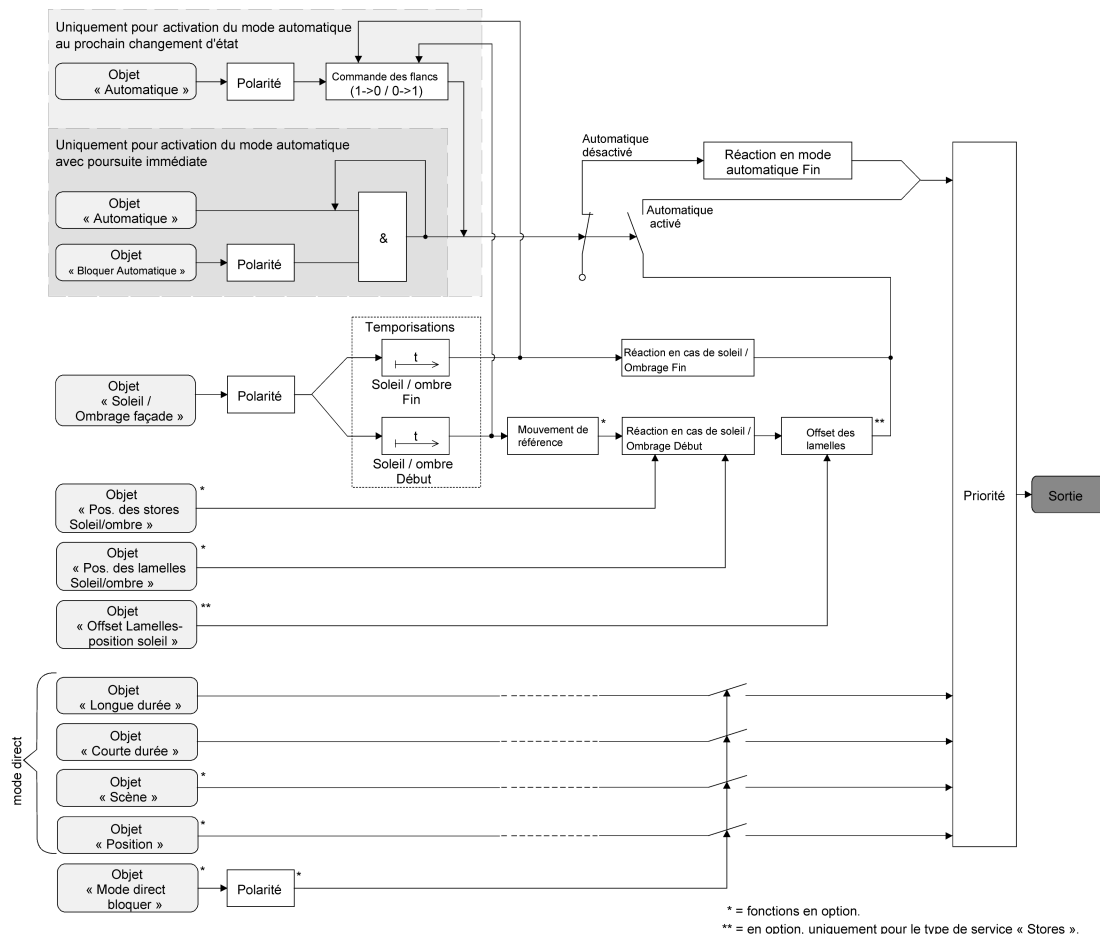 Uniquement pour activation du mode automatique
au prochain changement d'état
Objet
« Automatique »
Polarité
Commande des flancs
(1->0 / 0->1)
Uniquement pour activation du mode automatique
avec poursuite immédiate
Objet
« Automatique »
Objet
« Bloquer Automatique »
Polarité
&
Automatique
désactivé
Réaction en mode
automatique Fin
Automatique
activé
Temporisations
t
Soleil / ombre
Fin
Réaction en cas de soleil /
Ombrage Fin
Objet
« Soleil /
Ombrage façade »
Polarité
t
Soleil / ombre
Début
Mouvement de
référence
*
Réaction en cas de soleil /
Ombrage Début
Offset des
lamelles
**
Objet
« Pos. des stores
Soleil/ombre »
*
Objet
« Pos. des lamelles
Soleil/ombre »
*
Objet
« Offset Lamelles-
position soleil »
**
Priorité
Sortie
mode direct
Objet
« Longue durée »
Objet
« Courte durée »
Objet
« Scène »
*
Objet
« Position »
*
Objet
« Mode direct
bloquer »
*
Polarité
*
* = fonctions en option.
** = en option, uniquement pour le type de service « Stores ».